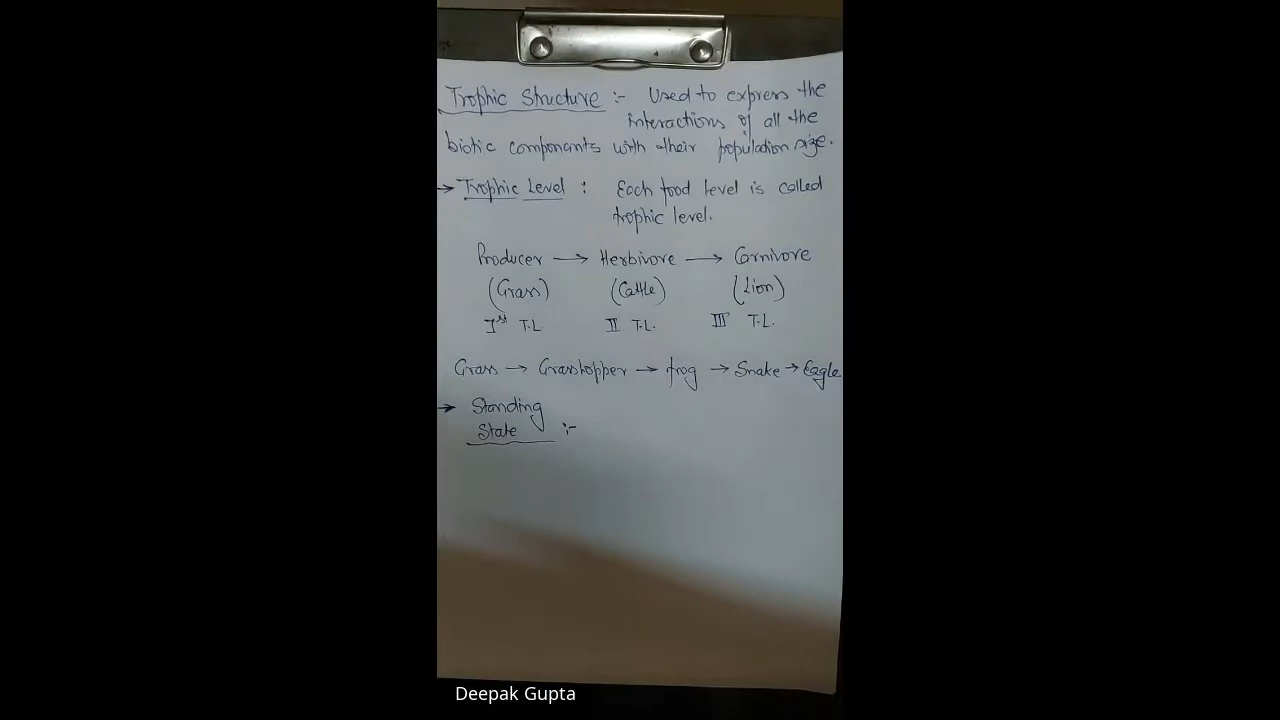 Trophic Structure :- Used to express the
interactions of all the
biotic componants with their population size.
→ Trophic Level : Each food level is called
trophic level.
Producer → Herbivore → Carnivore
(Grass) (Cattle) (Lion)
Ist T.L. II T.L. III T.L.
Grass → Grasshopper → frog → Snake → Eagle
→ Standing
State :-
Deepak Gupta